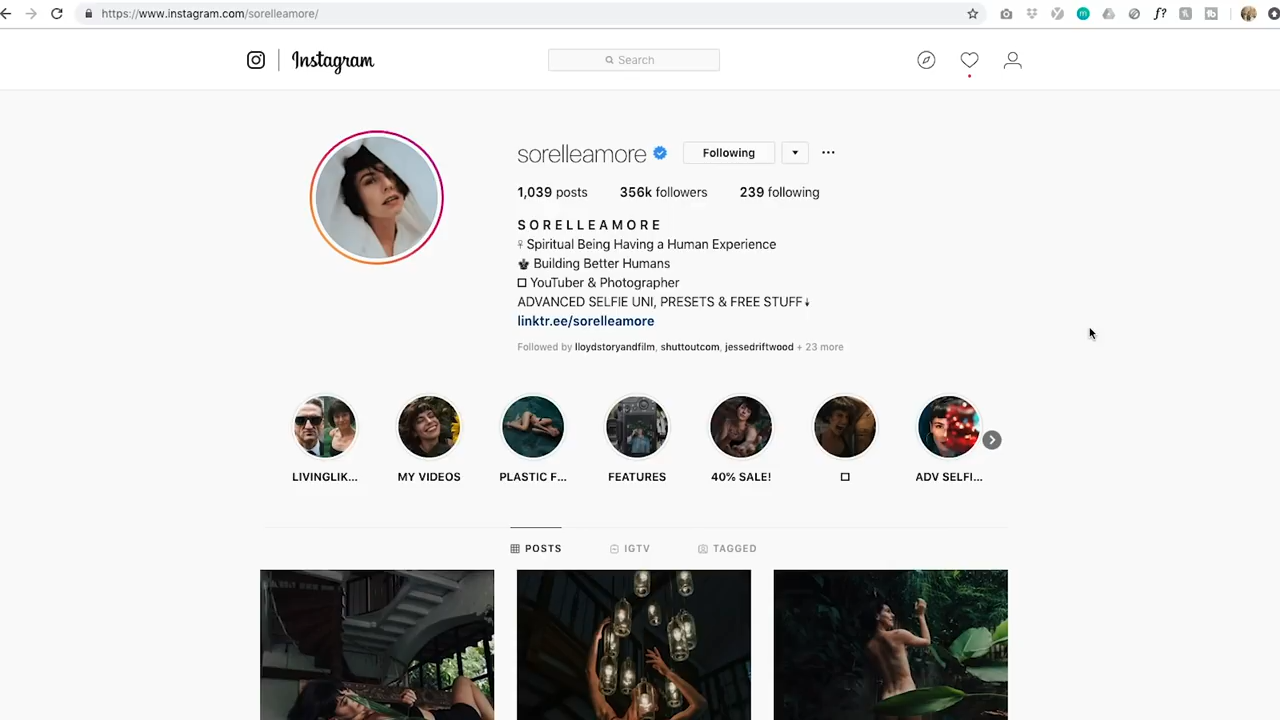 https://www.instagram.com/sorelleamore/
Instagram
Search
sorelleamore
Following
1,039 posts 356k followers 239 following
S O R E L L E A M O R E
Spiritual Being Having a Human Experience
Building Better Humans
YouTuber & Photographer
ADVANCED SELFIE UNI, PRESETS & FREE STUFF
linktr.ee/sorelleamore
Followed by lloydstoryandfilm, shuttoutcom, jessedriftwood + 23 more
LIVINGLIK... MY VIDEOS PLASTIC F... FEATURES 40% SALE! ADV SELFI...
POSTS IGTV TAGGED